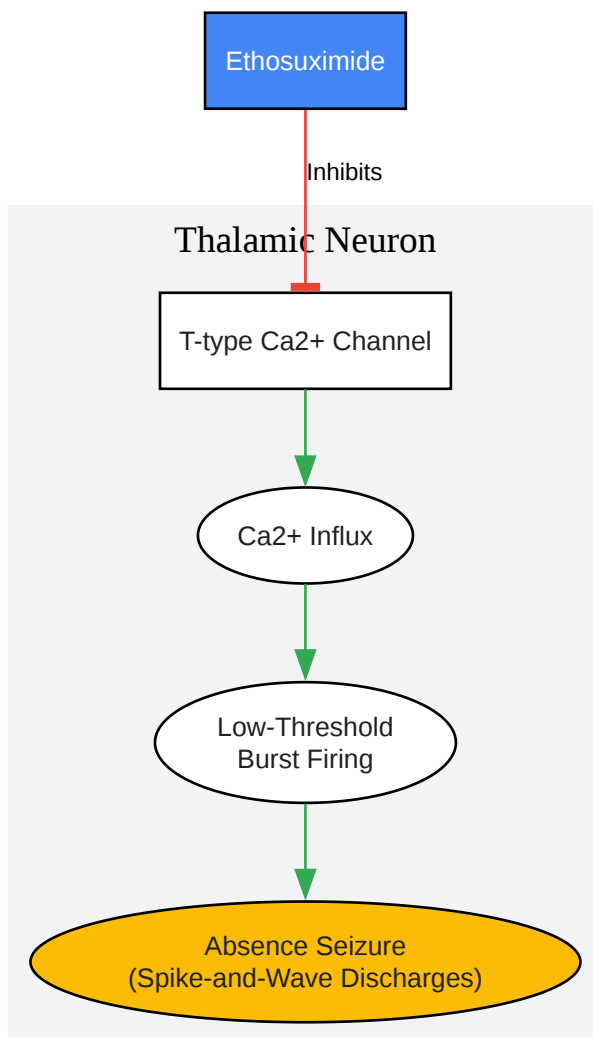 Ethosuximide
Inhibits
Thalamic Neuron
T-type Ca2+ Channel
Ca2+ Influx
Low-Threshold
Burst Firing
Absence Seizure
(Spike-and-Wave Discharges)